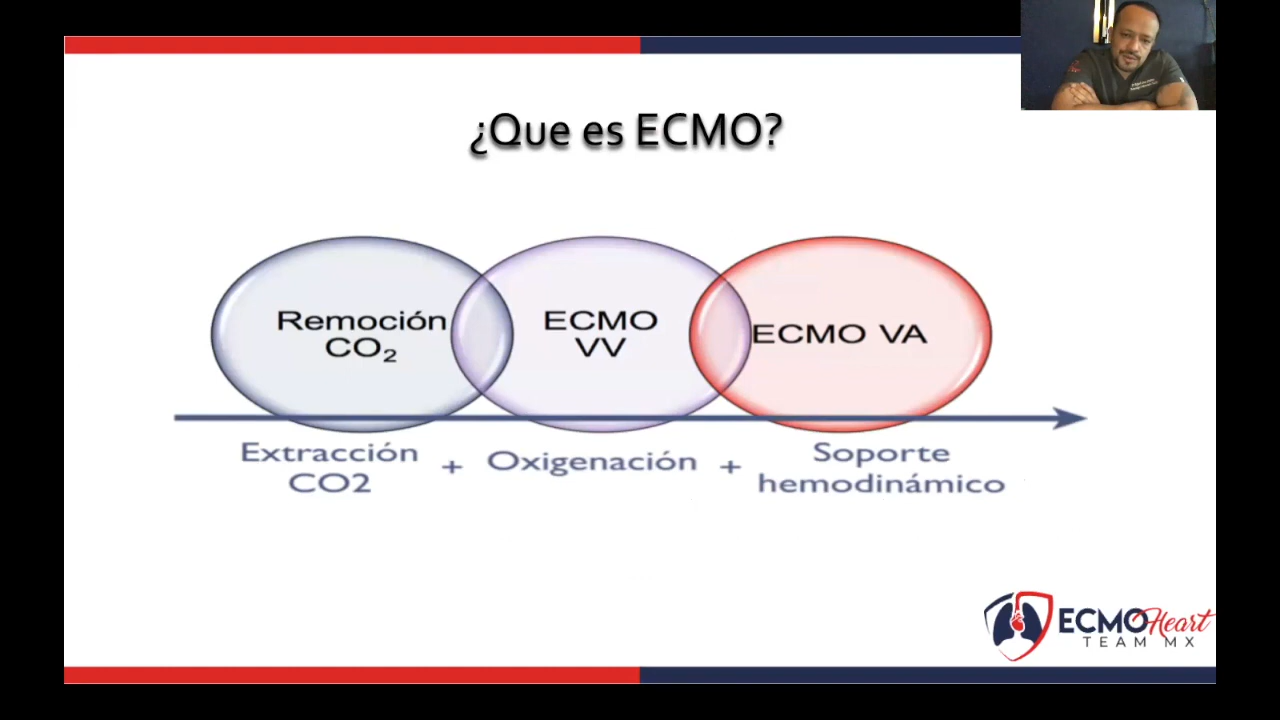 ¿Que es ECMO?
Remoción
CO₂
ECMO
VV
ECMO VA
Extracción
CO2
+
Oxigenación
+
Soporte
hemodinámico
ECMO Heart
TEAM MX